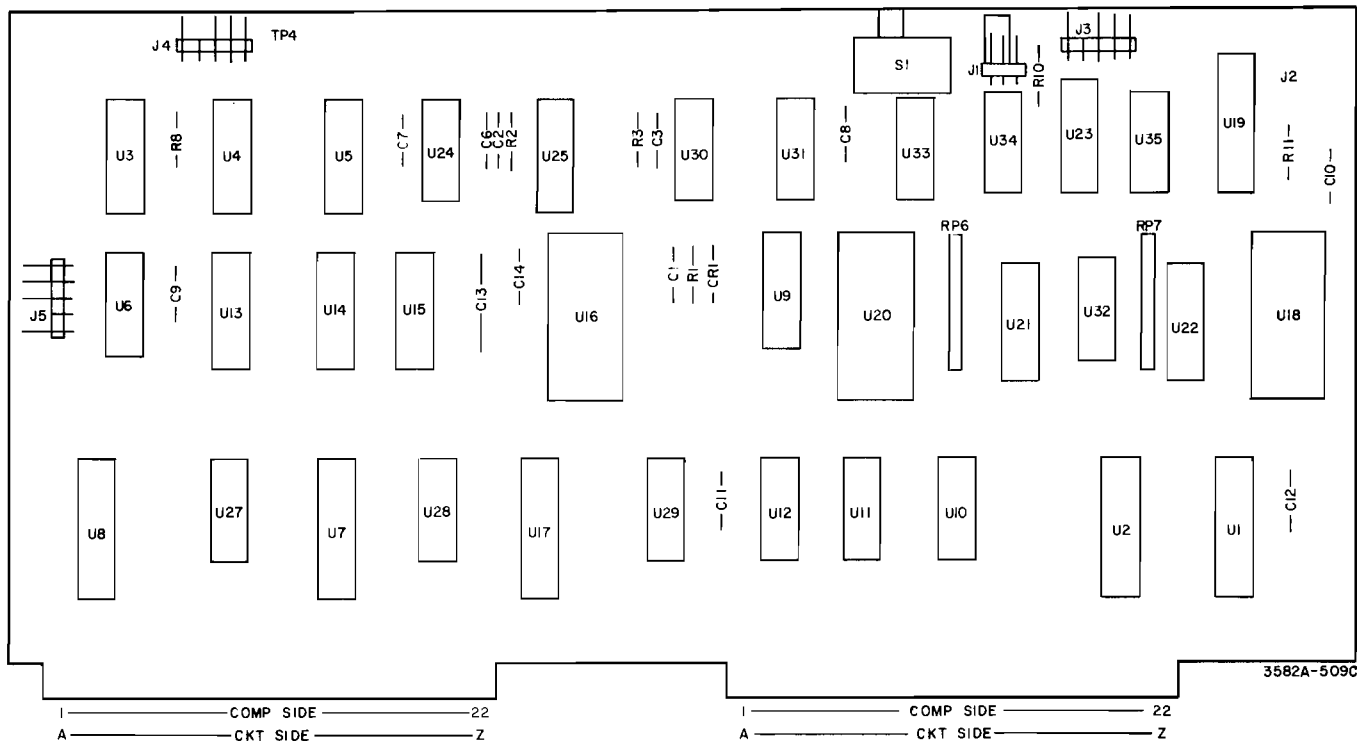 J4 TP4 S1 J1 R10 J3 J2
U3 R8 U4 U5 C7 U24 C6 C2 R2 U25 R3 C3 U30 U31 C8 U33 U34 U23 U35 U19 R11 C10
RP6 RP7
J5 U6 C9 U13 U14 U15 C13 C14 U16 C1 R1 CR1 U9 U20 U21 U32 U22 U18
U8 U27 U7 U28 U17 U29 C11 U12 U11 U10 U2 U1 C12
3582A-509C
1 COMP SIDE 22 1 COMP SIDE 22
A CKT SIDE Z A CKT SIDE Z